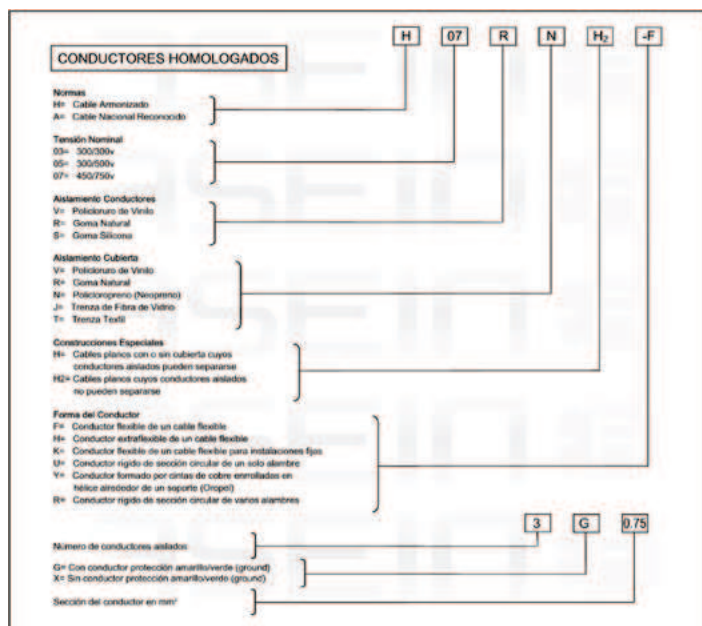 H 07 R N H₂ -F
CONDUCTORES HOMOLOGADOS
Normas
H= Cable Armonizado
A= Cable Nacional Reconocido
Tensión Nominal
03= 300/300v
05= 300/500v
07= 450/750v
Aislamiento Conductores
V= Policloruro de Vinilo
R= Goma Natural
S= Goma Silicona
Aislamiento Cubierta
V= Policloruro de Vinilo
R= Goma Natural
N= Policloropreno (Neopreno)
J= Trenza de Fibra de Vidrio
T= Trenza Textil
Construcciones Especiales
H= Cables planos con o sin cubierta cuyos
conductores aislados pueden separarse
H2= Cables planos cuyos conductores aislados
no pueden separarse
Forma del Conductor
F= Conductor flexible de un cable flexible
H= Conductor extraflexible de un cable flexible
K= Conductor flexible de un cable flexible para instalaciones fijas
U= Conductor rígido de sección circular de un solo alambre
Y= Conductor formado por cintas de cobre enrrolladas en
hélice alrededor de un soporte (Oropel)
R= Conductor rígido de sección circular de varios alambres
3 G 0.75
Número de conductores aislados
G= Con conductor protección amarillo/verde (ground)
X= Sin conductor protección amarillo/verde (ground)
Sección del conductor en mm²